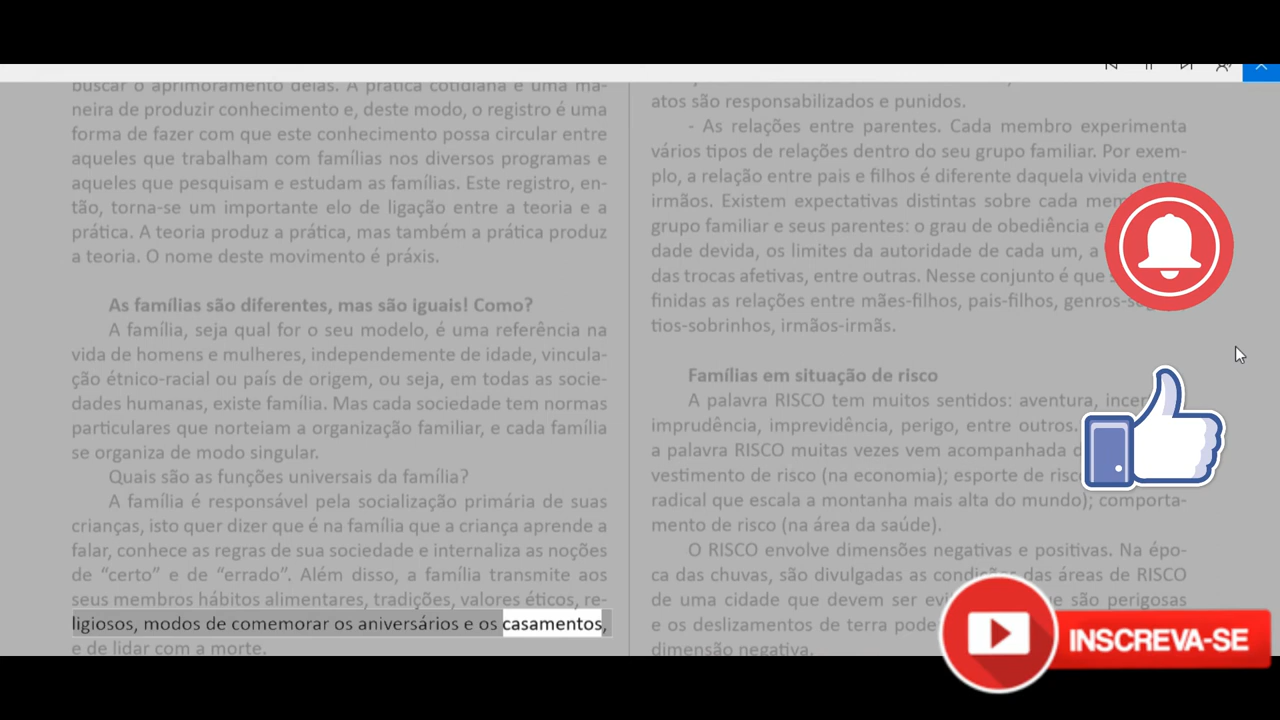 buscar o aprimoramento delas. A prática cotidiana é uma ma-
neira de produzir conhecimento e, deste modo, o registro é uma
forma de fazer com que este conhecimento possa circular entre
aqueles que trabalham com famílias nos diversos programas e
aqueles que pesquisam e estudam as famílias. Este registro, en-
tão, torna-se um importante elo de ligação entre a teoria e a
prática. A teoria produz a prática, mas também a prática produz
a teoria. O nome deste movimento é práxis.
As famílias são diferentes, mas são iguais! Como?
A família, seja qual for o seu modelo, é uma referência na
vida de homens e mulheres, independemente de idade, vincula-
ção étnico-racial ou país de origem, ou seja, em todas as socie-
dades humanas, existe família. Mas cada sociedade tem normas
particulares que norteiam a organização familiar, e cada família
se organiza de modo singular.
Quais são as funções universais da família?
A família é responsável pela socialização primária de suas
crianças, isto quer dizer que é na família que a criança aprende a
falar, conhece as regras de sua sociedade e internaliza as noções
de “certo” e de “errado”. Além disso, a família transmite aos
seus membros hábitos alimentares, tradições, valores éticos, re-
ligiosos, modos de comemorar os aniversários e os casamentos,
e de lidar com a morte.
atos são responsabilizados e punidos.
- As relações entre parentes. Cada membro experimenta
vários tipos de relações dentro do seu grupo familiar. Por exem-
plo, a relação entre pais e filhos é diferente daquela vivida entre
irmãos. Existem expectativas distintas sobre cada
grupo familiar e seus parentes: o grau de obediência e
dade devida, os limites da autoridade de cada um, a
das trocas afetivas, entre outras. Nesse conjunto é que
finidas as relações entre mães-filhos, pais-filhos, genros-
tios-sobrinhos, irmãos-irmãs.
Famílias em situação de risco
A palavra RISCO tem muitos sentidos: aventura,
imprudência, imprevidência, perigo, entre outros.
a palavra RISCO muitas vezes vem acompanhada
vestimento de risco (na economia); esporte de
radical que escala a montanha mais alta do mundo); comporta-
mento de risco (na área da saúde).
O RISCO envolve dimensões negativas e positivas. Na épo-
ca das chuvas, são divulgadas as condições das áreas de RISCO
de uma cidade que devem ser que são perigosas
e os deslizamentos de terra
dimensão negativa.
INSCREVA-SE